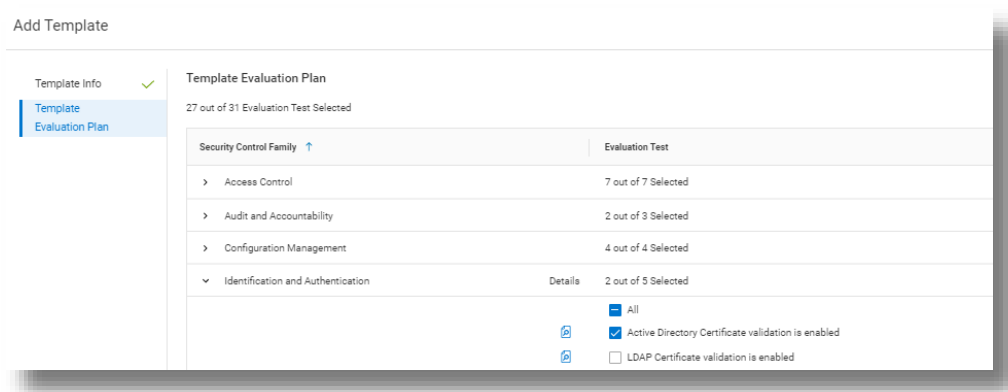 Add Template
Template Info
Template
Evaluation Plan
Template Evaluation Plan
27 out of 31 Evaluation Test Selected
Security Control Family ↑ Evaluation Test
Access Control 7 out of 7 Selected
Audit and Accountability 2 out of 3 Selected
Configuration Management 4 out of 4 Selected
Identification and Authentication Details 2 out of 5 Selected
All
Active Directory Certificate validation is enabled
LDAP Certificate validation is enabled